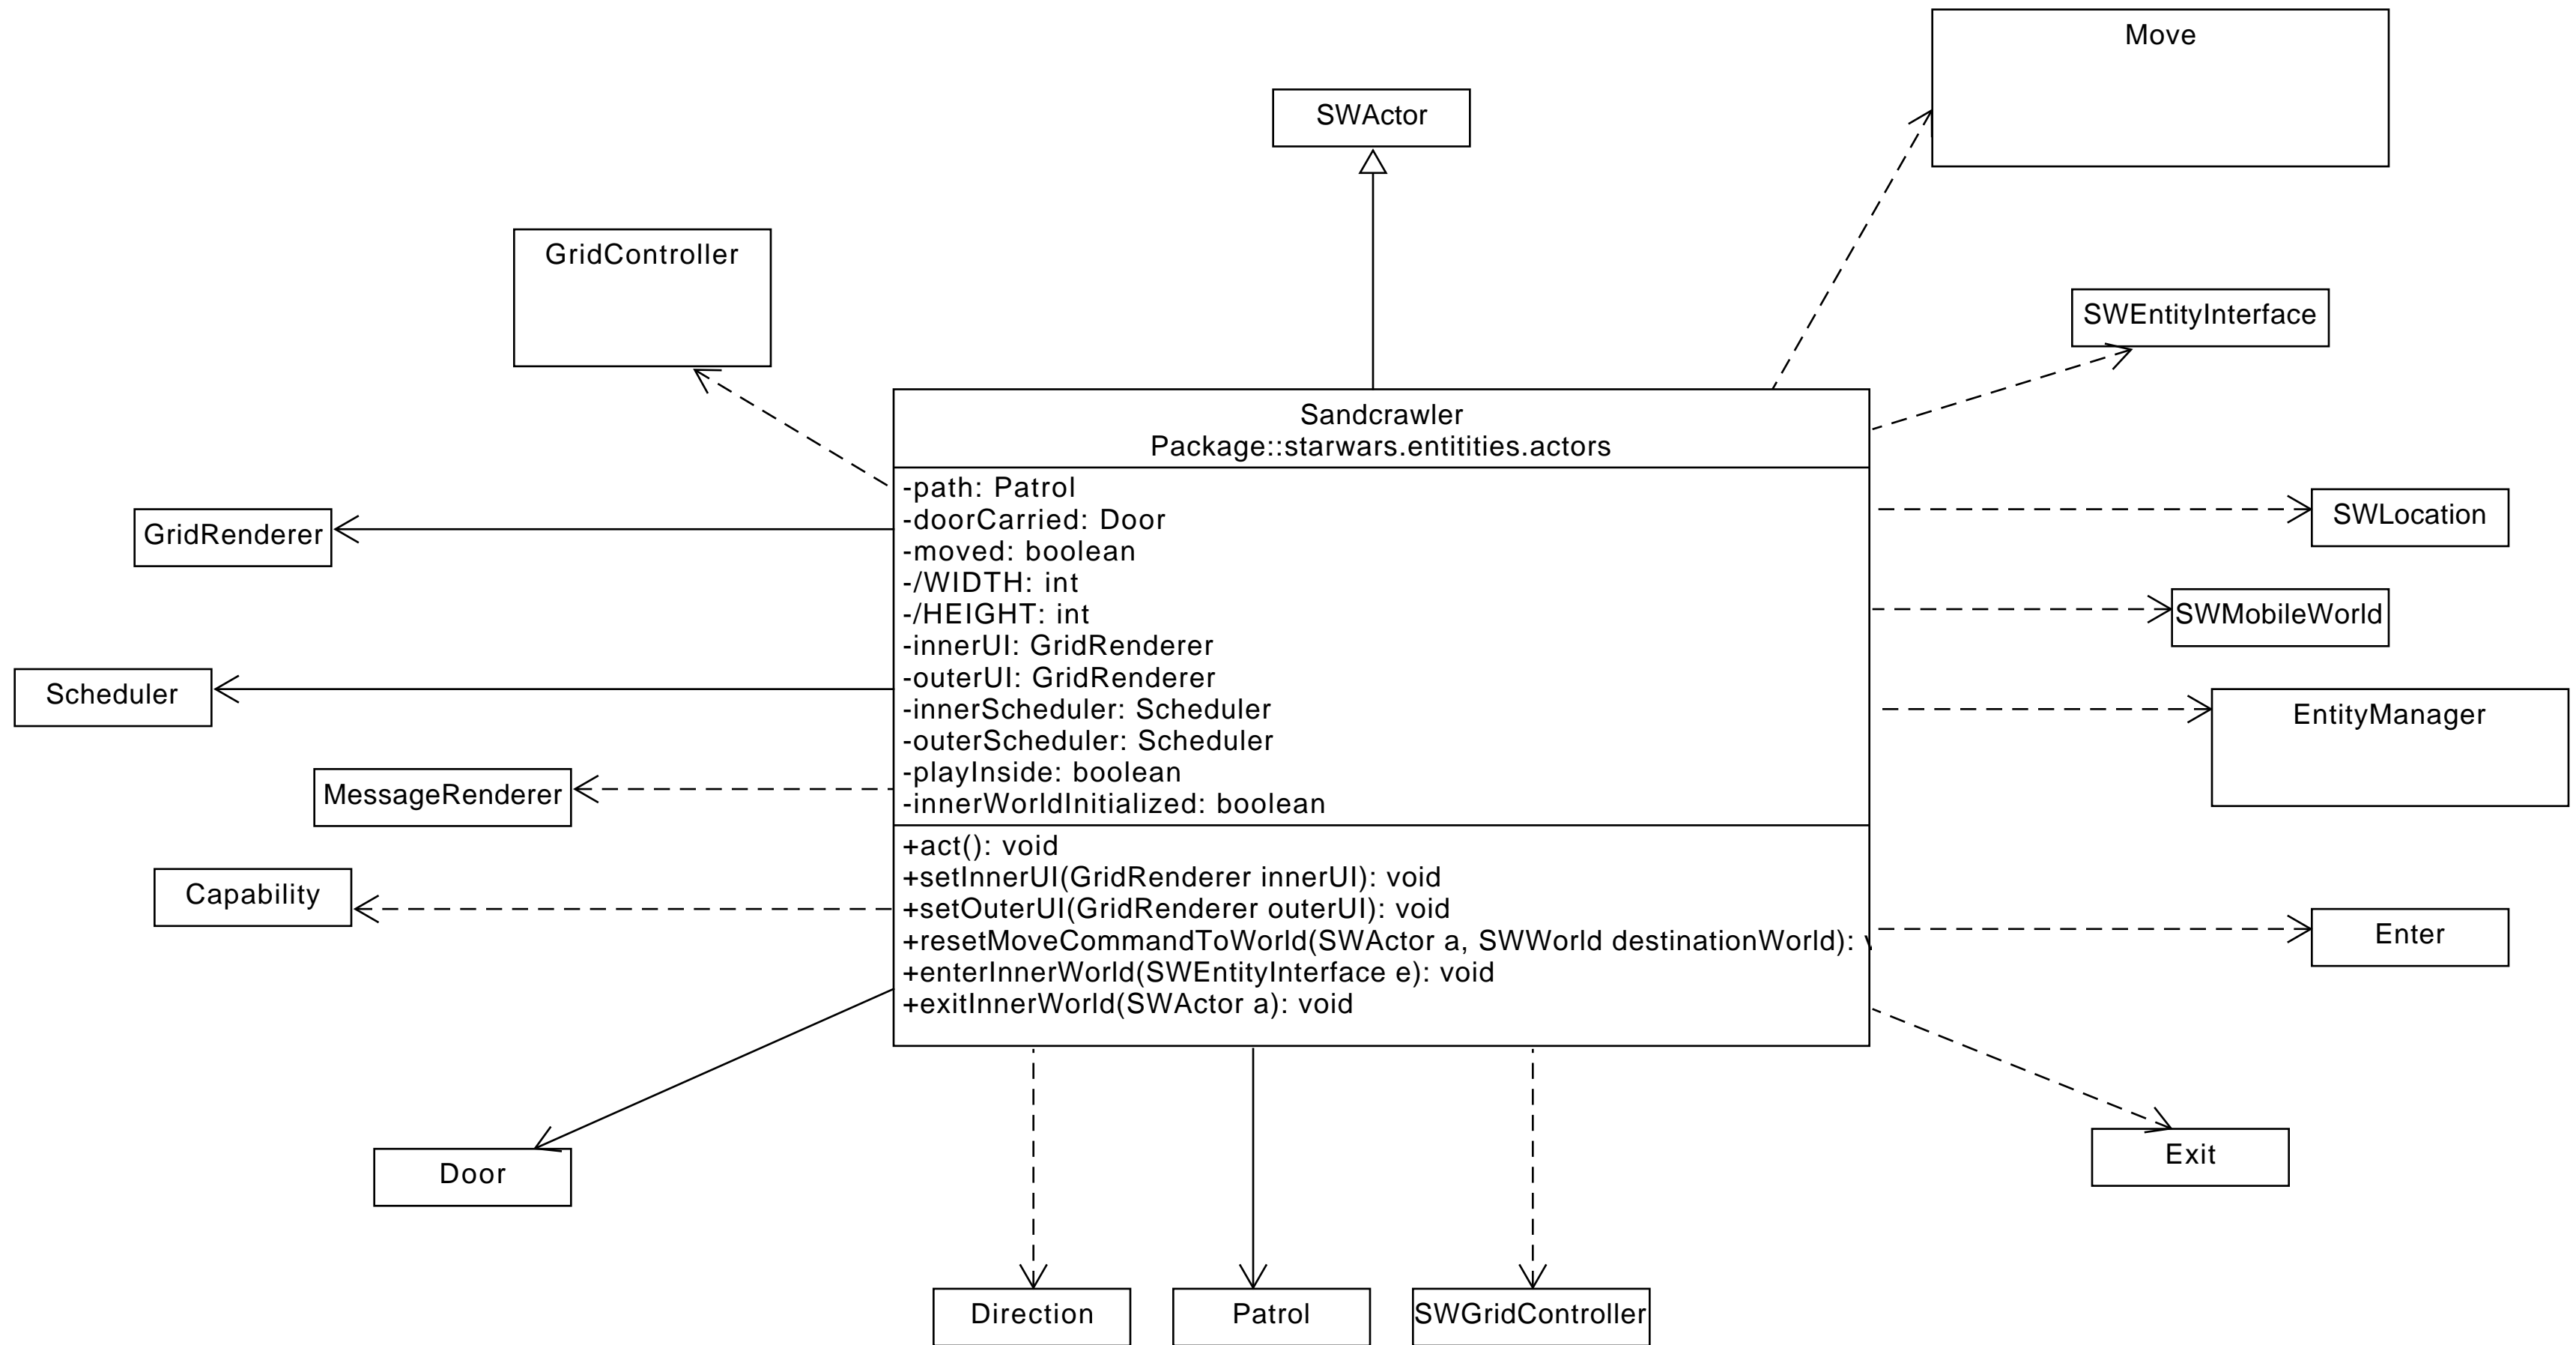 Move
SWActor
GridController
SWEntityInterface
Sandcrawler
Package::starwars.entitities.actors
-path: Patrol
-doorCarried: Door
-moved: boolean
-/WIDTH: int
-/HEIGHT: int
-innerUI: GridRenderer
-outerUI: GridRenderer
-innerScheduler: Scheduler
-outerScheduler: Scheduler
-playInside: boolean
-innerWorldInitialized: boolean
+act(): void
+setInnerUI(GridRenderer innerUI): void
+setOuterUI(GridRenderer outerUI): void
+resetMoveCommandToWorld(SWActor a, SWWorld destinationWorld):
+enterInnerWorld(SWEntityInterface e): void
+exitInnerWorld(SWActor a): void
GridRenderer
SWLocation
SWMobileWorld
Scheduler
EntityManager
MessageRenderer
Capability
Enter
Door
Exit
Direction
Patrol
SWGridController